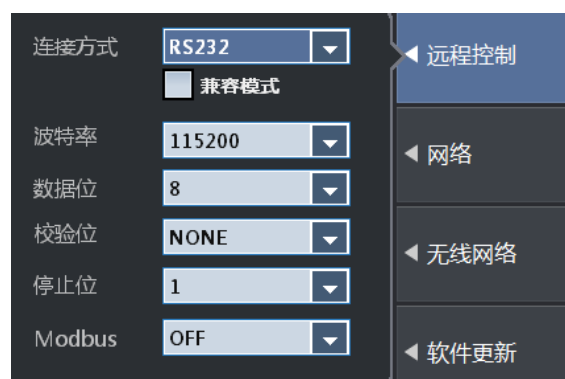 连接方式 RS232
兼容模式
波特率 115200
数据位 8
校验位 NONE
停止位 1
Modbus OFF
远程控制
网络
无线网络
软件更新